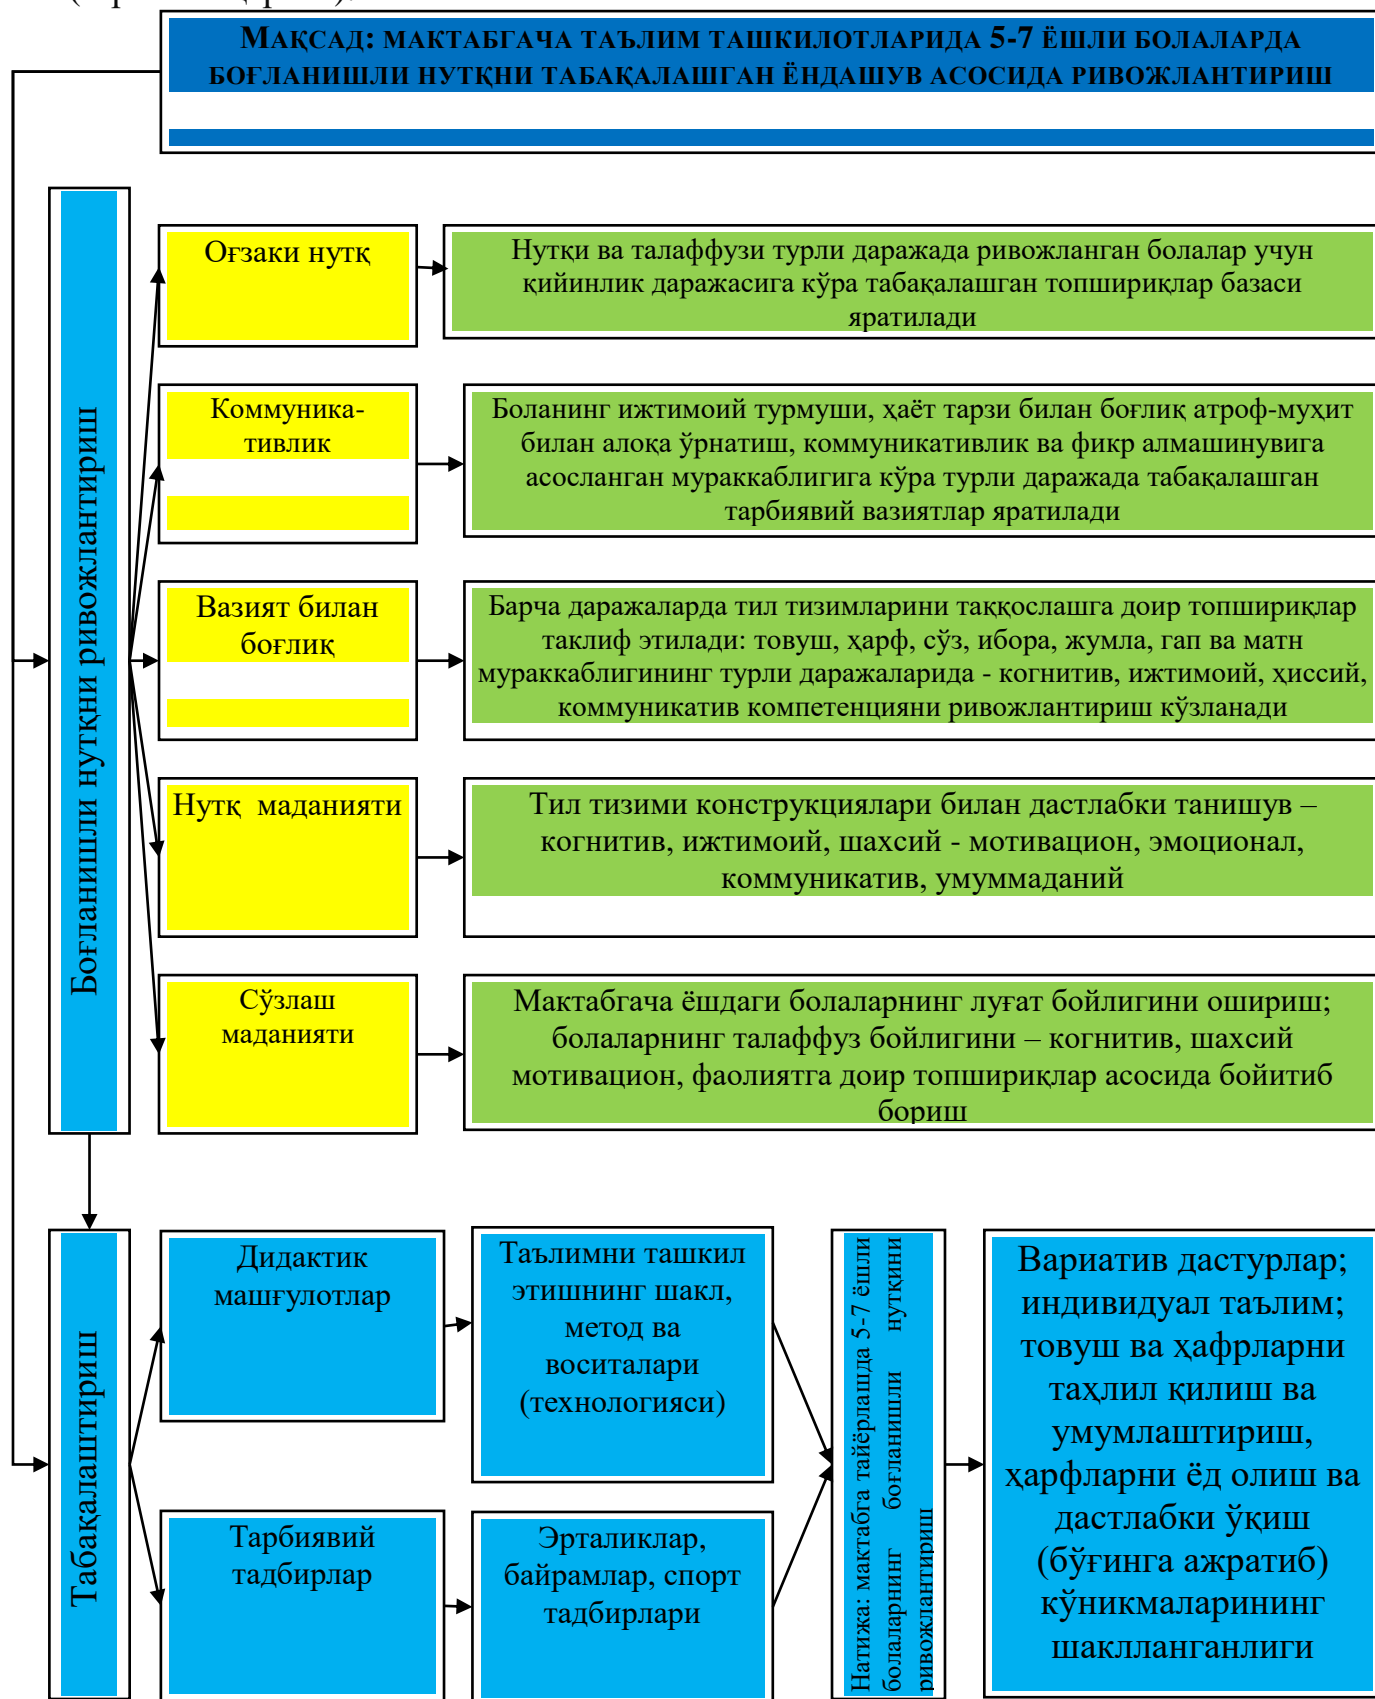 МАҚСАД: МАКТАБГАЧА ТАЪЛИМ ТАШКИЛОТЛАРИДА 5-7 ЁШЛИ БОЛАЛАРДА
БОҒЛАНИШЛИ НУТҚНИ ТАБАҚАЛАШГАН ЁНДАШУВ АСОСИДА РИВОЖЛАНТИРИШ
Боғланишли нутқни ривожлантириш
Оғзаки нутқ
Нутқи ва талаффузи турли даражада ривожланган болалар учун
қийинлик даражасига кўра табақалашган топшириқлар базаси
яратилади
Коммуника-
тивлик
Боланинг ижтимоий турмуши, ҳаёт тарзи билан боғлиқ атроф-муҳит
билан алоқа ўрнатиш, коммуникативлик ва фикр алмашинувига
асосланган мураккаблигига кўра турли даражада табақалашган
тарбиявий вазиятлар яратилади
Вазият билан
боғлиқ
Барча даражаларда тил тизимларини таққослашга доир топшириқлар
таклиф этилади: товуш, ҳарф, сўз, ибора, жумла, гап ва матн
мураккаблигининг турли даражаларида - когнитив, ижтимоий, ҳиссий,
коммуникатив компетенцияни ривожлантириш кўзланади
Нутқ маданияти
Тил тизими конструкциялари билан дастлабки танишув –
когнитив, ижтимоий, шахсий - мотивацион, эмоционал,
коммуникатив, умуммаданий
Сўзлаш
маданияти
Мактабгача ёшдаги болаларнинг луғат бойлигини ошириш;
болаларнинг талаффуз бойлигини – когнитив, шахсий
мотивацион, фаолиятга доир топшириқлар асосида бойитиб
бориш
Табақалаштириш
Дидактик
машғулотлар
Таълимни ташкил
этишнинг шакл,
метод ва
воситалари
(технологияси)
Тарбиявий
тадбирлар
Эрталиклар,
байрамлар, спорт
тадбирлари
Натижа: мактабга тайёрлашда 5-7 ёшли
болаларнинг боғланишли нутқини
ривожлантириш
Вариатив дастурлар;
индивидуал таълим;
товуш ва ҳафрларни
таҳлил қилиш ва
умумлаштириш,
ҳарфларни ёд олиш ва
дастлабки ўқиш
(бўғинга ажратиб)
кўникмаларининг
шаклланганлиги